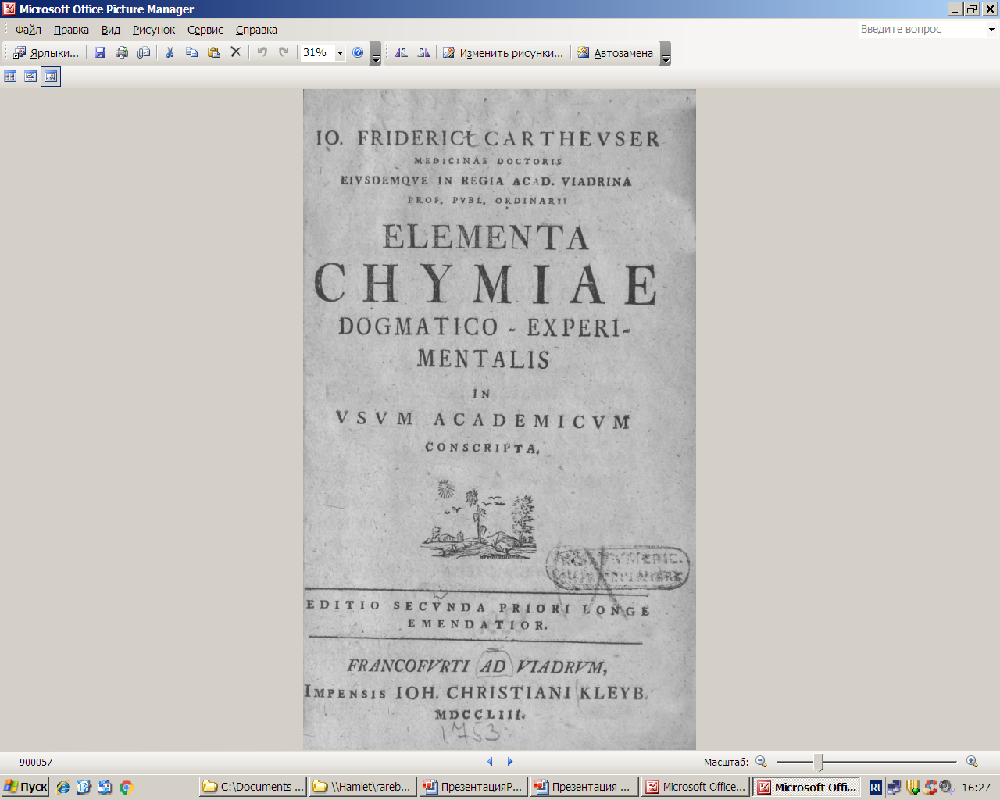 Microsoft Office Picture Manager
Файл Правка Вид Рисунок Сервис Справка Введите вопрос
Ярлыки... 31% Изменить рисунки... Автозамена
IO. FRIDERICI CARTHEVSER
MEDICINAE DOCTORIS
EIVSDEMQVE IN REGIA ACAD. VIADRINA
PROF. PVBL. ORDINARII
ELEMENTA
CHYMIAE
DOGMATICO - EXPERI-
MENTALIS
IN
VSVM ACADEMICVM
CONSCRIPTA.
EDITIO SECVNDA PRIORI LONGE
EMENDATIOR.
FRANCOFVRTI AD VIADRVM,
IMPENSIS IOH. CHRISTIANI KLEYB.
MDCCLIII.
1753
900057 Масштаб:
Пуск C:\Documents ... \\Hamlet\rareb... ПрезентацияР... Презентация ... Microsoft Office... Microsoft Offi... RU 16:27